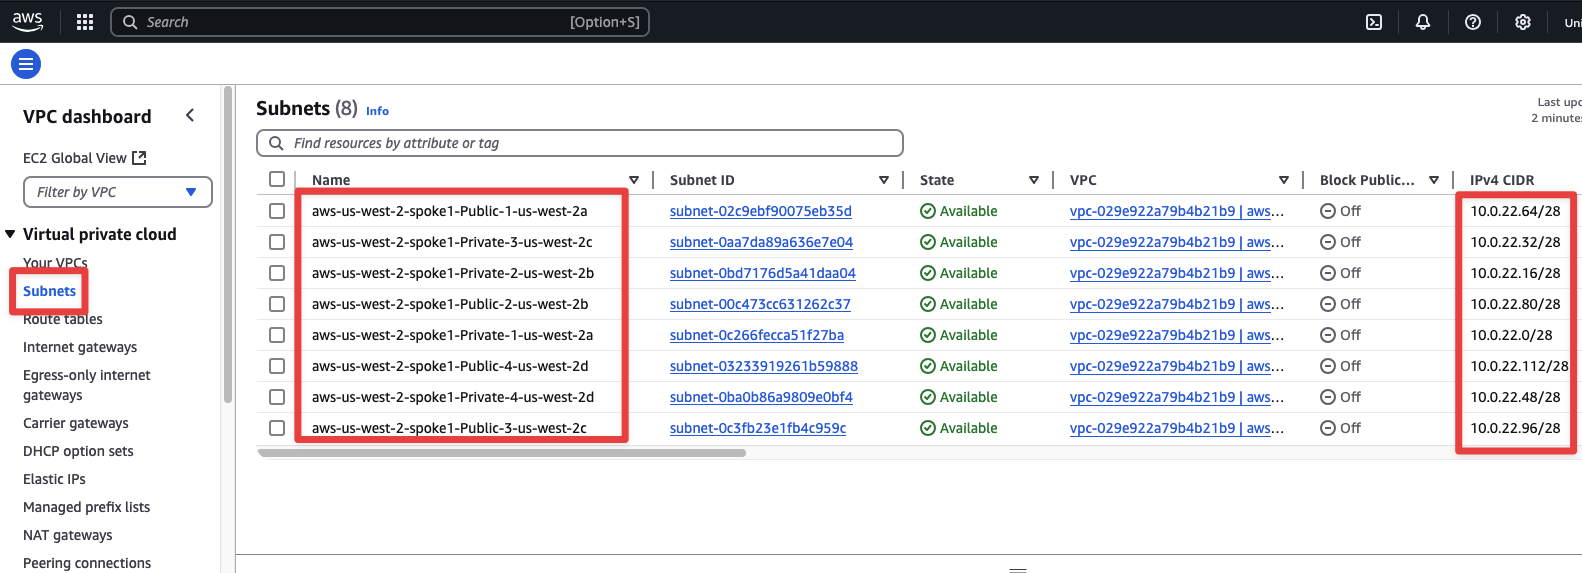 aws Search [Option+S] Uni
VPC dashboard
EC2 Global View
Filter by VPC
Virtual private cloud
Your VPCs
Subnets
Route tables
Internet gateways
Egress-only internet
gateways
Carrier gateways
DHCP option sets
Elastic IPs
Managed prefix lists
NAT gateways
Peering connections
Subnets (8) Info
Last upd
2 minutes
Find resources by attribute or tag
Name Subnet ID State VPC Block Public... IPv4 CIDR
aws-us-west-2-spoke1-Public-1-us-west-2a subnet-02c9ebf90075eb35d Available vpc-029e922a79b4b21b9 | aws... Off 10.0.22.64/28
aws-us-west-2-spoke1-Private-3-us-west-2c subnet-0aa7da89a636e7e04 Available vpc-029e922a79b4b21b9 | aws... Off 10.0.22.32/28
aws-us-west-2-spoke1-Private-2-us-west-2b subnet-0bd7176d5a41daa04 Available vpc-029e922a79b4b21b9 | aws... Off 10.0.22.16/28
aws-us-west-2-spoke1-Public-2-us-west-2b subnet-00c473cc631262c37 Available vpc-029e922a79b4b21b9 | aws... Off 10.0.22.80/28
aws-us-west-2-spoke1-Private-1-us-west-2a subnet-0c266fecca51f27ba Available vpc-029e922a79b4b21b9 | aws... Off 10.0.22.0/28
aws-us-west-2-spoke1-Public-4-us-west-2d subnet-03233919261b59888 Available vpc-029e922a79b4b21b9 | aws... Off 10.0.22.112/28
aws-us-west-2-spoke1-Private-4-us-west-2d subnet-0ba0b86a9809e0bf4 Available vpc-029e922a79b4b21b9 | aws... Off 10.0.22.48/28
aws-us-west-2-spoke1-Public-3-us-west-2c subnet-0c3fb23e1fb4c959c Available vpc-029e922a79b4b21b9 | aws... Off 10.0.22.96/28